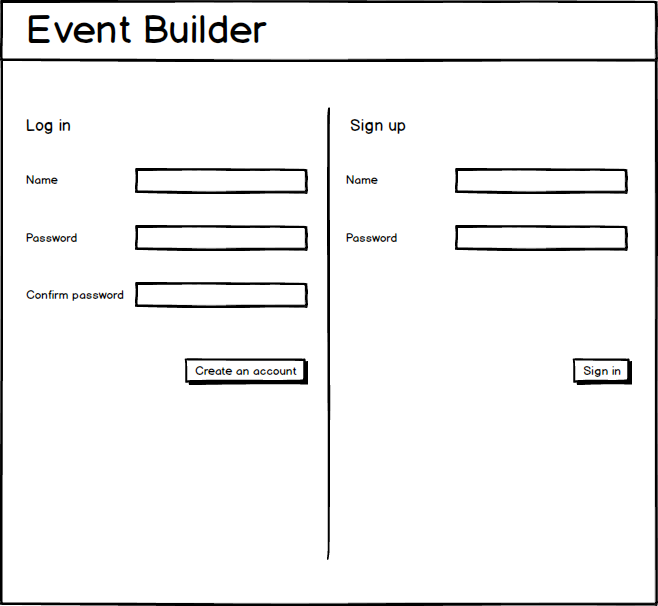 Event Builder
Log in
Name
Password
Confirm password
Create an account
Sign up
Name
Password
Sign in